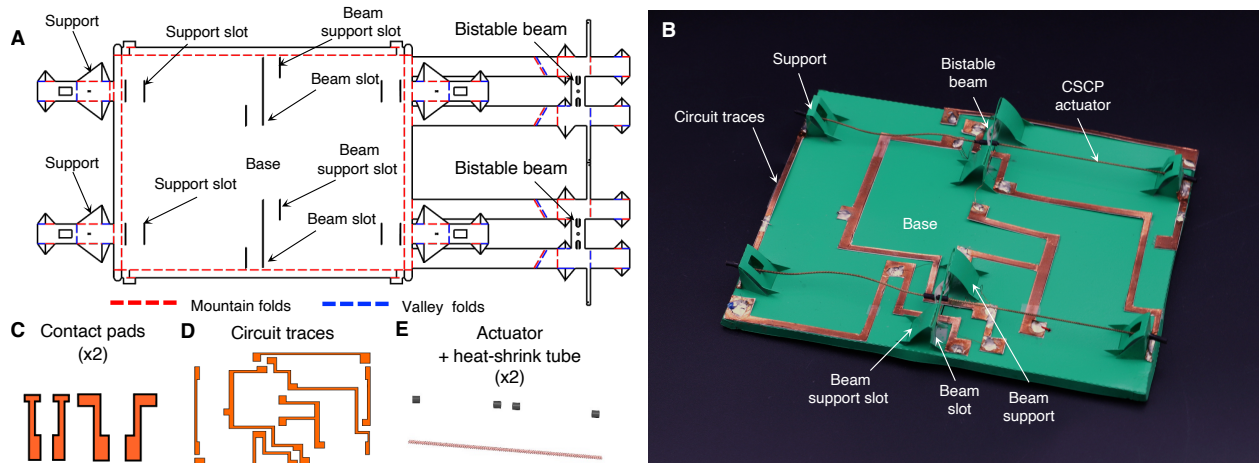 A
Support
Support slot
Beam
support slot
Bistable beam
Beam slot
Support
Support slot
Base
Beam
support slot
Bistable beam
Beam slot
Mountain folds
Valley folds
B
Support
Bistable
beam
CSCP
actuator
Circuit traces
Base
Beam
support slot
Beam
slot
Beam
support
C
Contact pads
(x2)
D
Circuit traces
E
Actuator
+ heat-shrink tube
(x2)